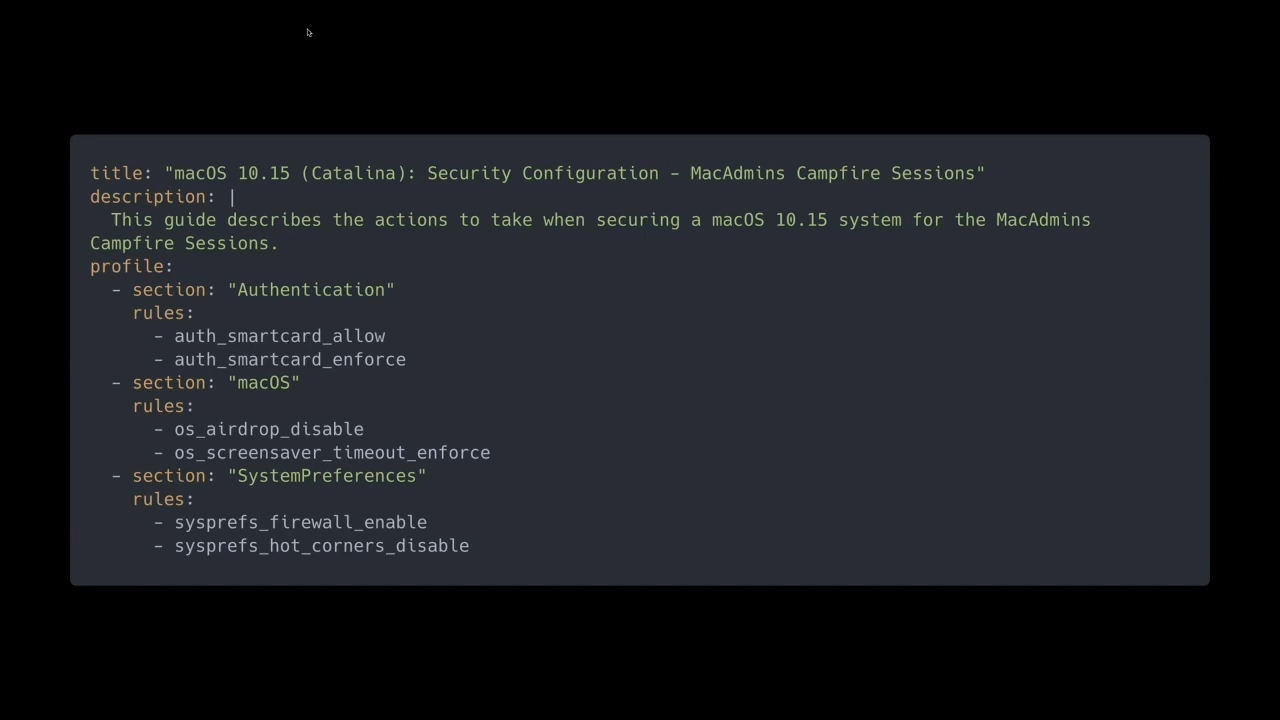 title: "macOS 10.15 (Catalina): Security Configuration - MacAdmins Campfire Sessions"
description: |
  This guide describes the actions to take when securing a macOS 10.15 system for the MacAdmins
Campfire Sessions.
profile:
  - section: "Authentication"
    rules:
      - auth_smartcard_allow
      - auth_smartcard_enforce
  - section: "macOS"
    rules:
      - os_airdrop_disable
      - os_screensaver_timeout_enforce
  - section: "SystemPreferences"
    rules:
      - sysprefs_firewall_enable
      - sysprefs_hot_corners_disable